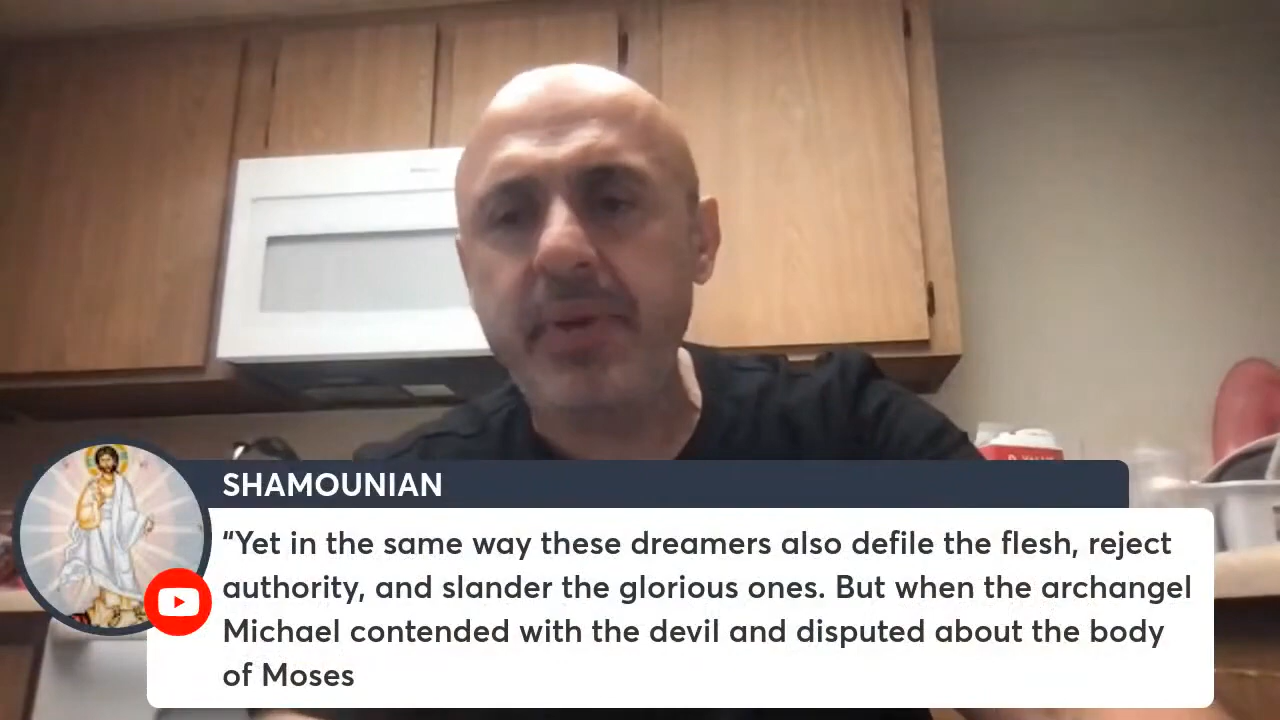 SHAMOUNIAN
“Yet in the same way these dreamers also defile the flesh, reject
authority, and slander the glorious ones. But when the archangel
Michael contended with the devil and disputed about the body
of Moses